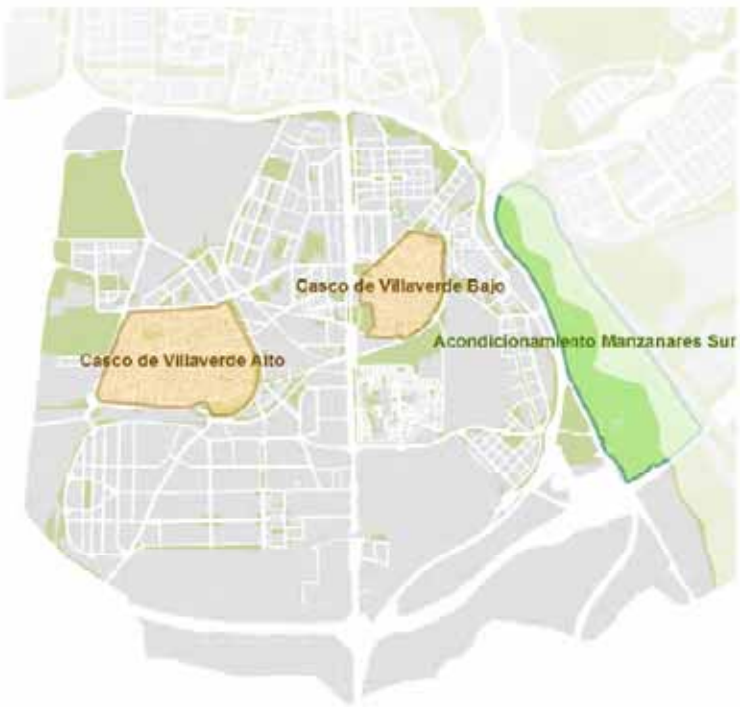 Casco de Villaverde Bajo
Acondicionamiento Manzanares Sur
Casco de Villaverde Alto